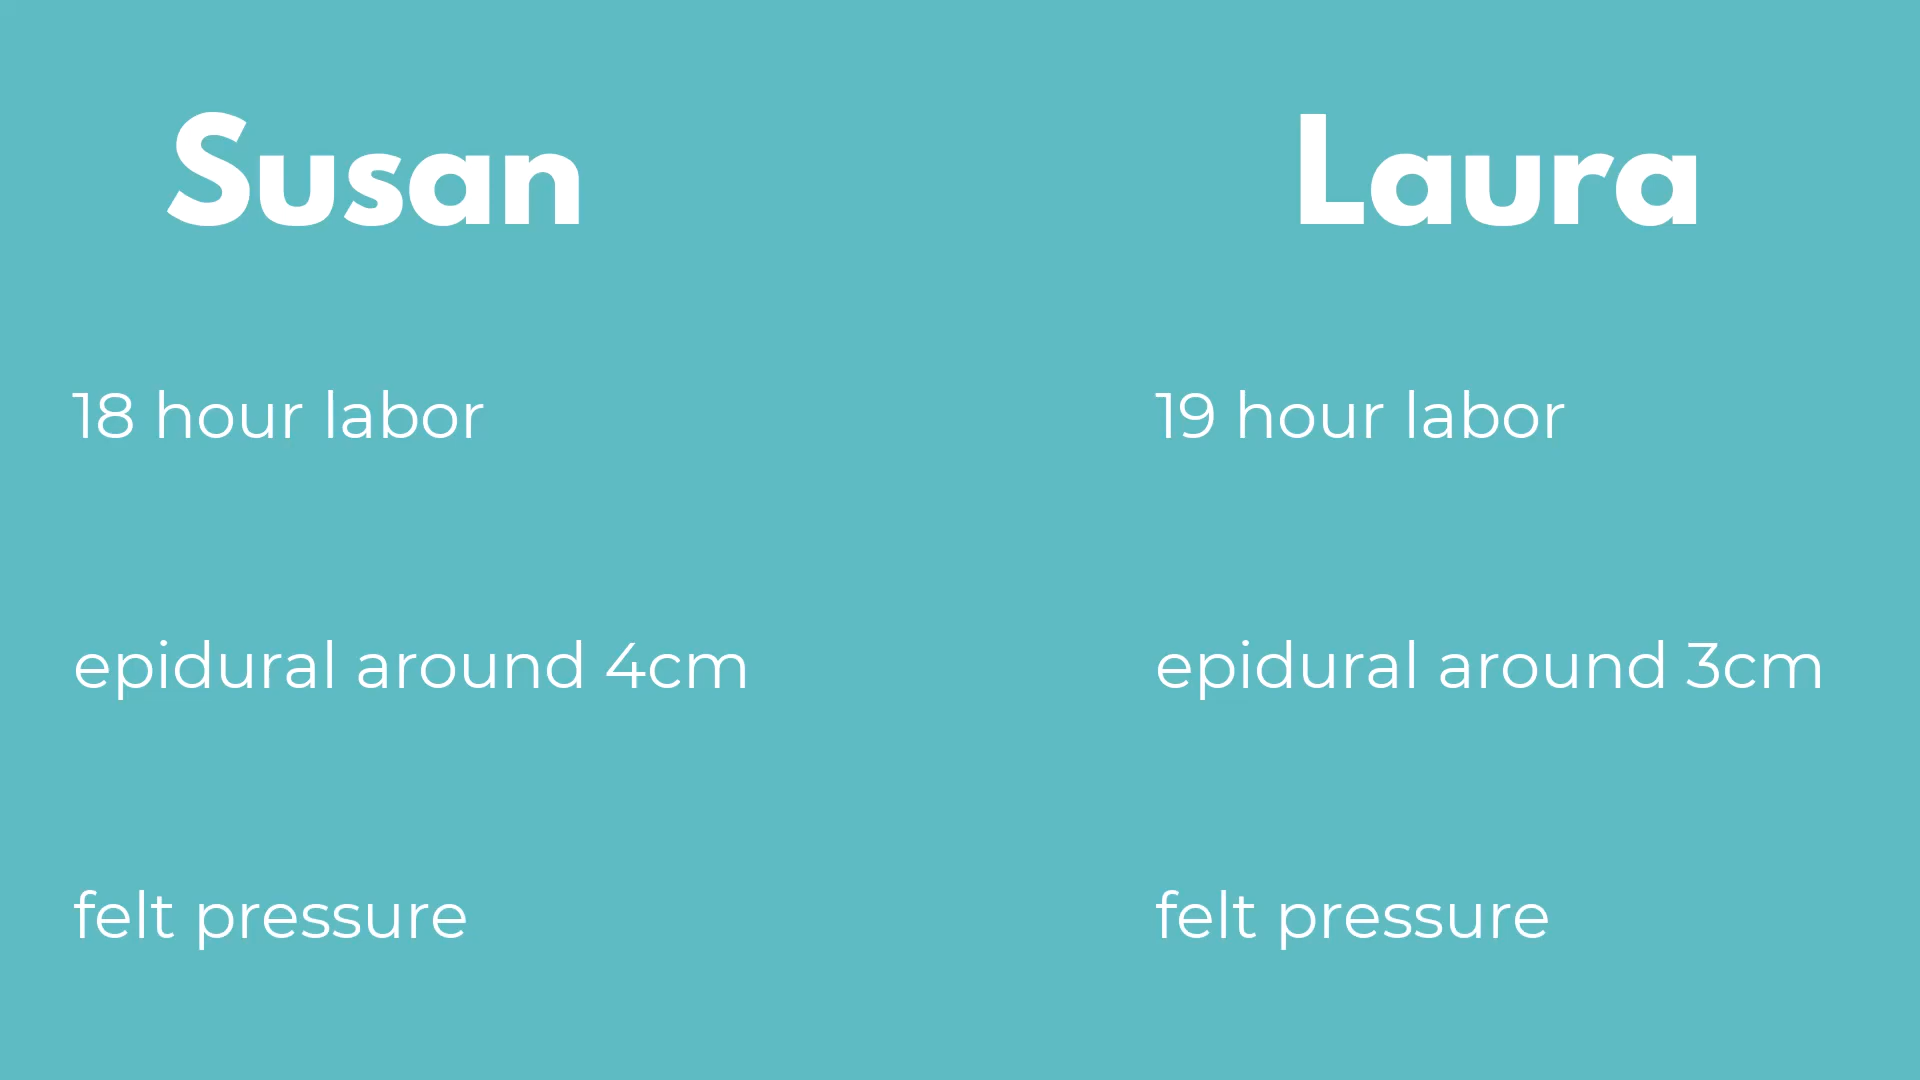 Susan
18 hour labor
epidural around 4cm
felt pressure
Laura
19 hour labor
epidural around 3cm
felt pressure